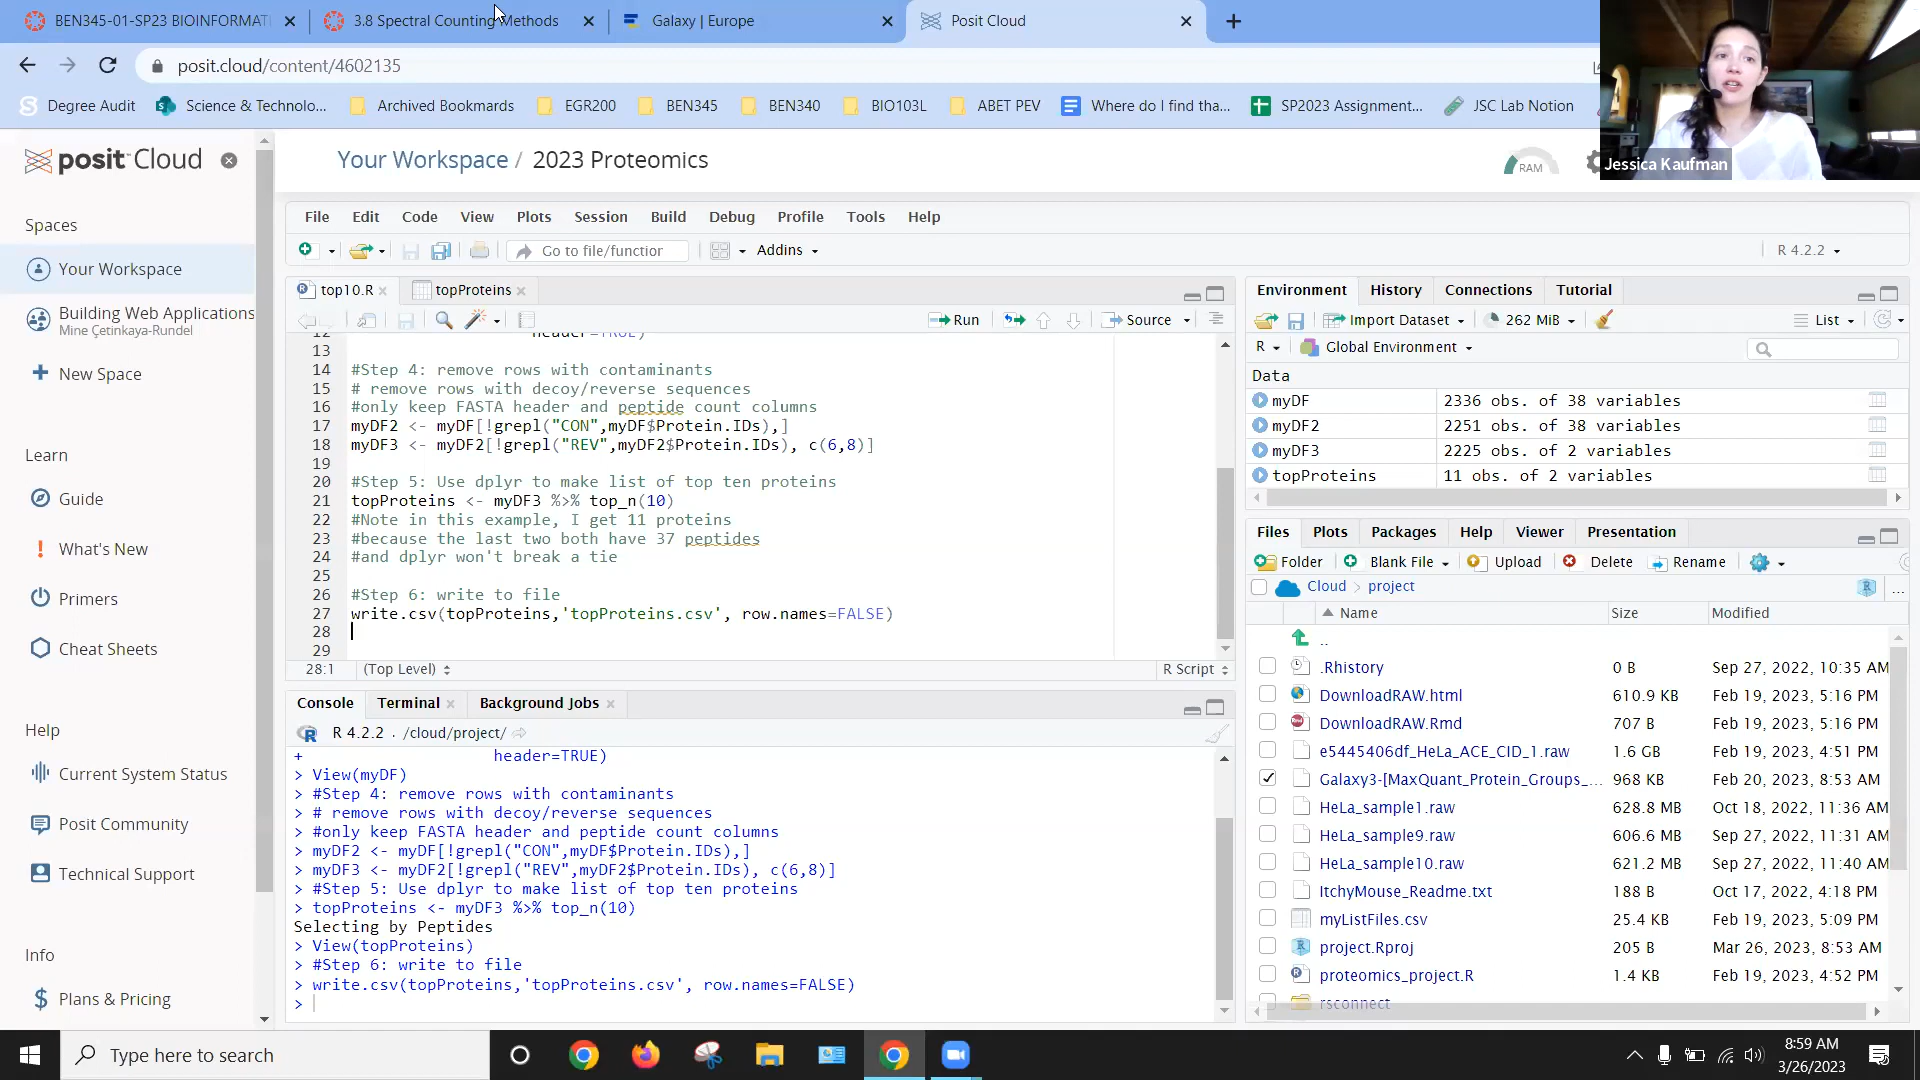 BEN345-01-SP23 BIOINFORMATI
3.8 Spectral Counting Methods
Galaxy | Europe
Posit Cloud
posit.cloud/content/4602135
Degree Audit
Science & Technolo...
Archived Bookmarks
EGR200
BEN345
BEN340
BIO103L
ABET PEV
Where do I find tha...
SP2023 Assignment...
JSC Lab Notion
Jessica Kaufman
posit Cloud
Your Workspace / 2023 Proteomics
RAM
Spaces
Your Workspace
Building Web Applications
Mine Çetinkaya-Rundel
New Space
Learn
Guide
What's New
Primers
Cheat Sheets
Help
Current System Status
Posit Community
Technical Support
Info
Plans & Pricing
File Edit Code View Plots Session Build Debug Profile Tools Help
Go to file/function
Addins
R 4.2.2
top10.R
topProteins
Run
Source
12 header=TRUE)
13
14 #Step 4: remove rows with contaminants
15 # remove rows with decoy/reverse sequences
16 #only keep FASTA header and peptide count columns
17 myDF2 <- myDF[!grepl("CON",myDF$Protein.IDs),]
18 myDF3 <- myDF2[!grepl("REV",myDF2$Protein.IDs), c(6,8)]
19
20 #Step 5: Use dplyr to make list of top ten proteins
21 topProteins <- myDF3 %>% top_n(10)
22 #Note in this example, I get 11 proteins
23 #because the last two both have 37 peptides
24 #and dplyr won't break a tie
25
26 #Step 6: write to file
27 write.csv(topProteins,'topProteins.csv', row.names=FALSE)
28
29
28:1 (Top Level) R Script
Console Terminal Background Jobs
R 4.2.2 . /cloud/project/
+ header=TRUE)
> View(myDF)
> #Step 4: remove rows with contaminants
> # remove rows with decoy/reverse sequences
> #only keep FASTA header and peptide count columns
> myDF2 <- myDF[!grepl("CON",myDF$Protein.IDs),]
> myDF3 <- myDF2[!grepl("REV",myDF2$Protein.IDs), c(6,8)]
> #Step 5: Use dplyr to make list of top ten proteins
> topProteins <- myDF3 %>% top_n(10)
Selecting by Peptides
> View(topProteins)
> #Step 6: write to file
> write.csv(topProteins,'topProteins.csv', row.names=FALSE)
>
Environment History Connections Tutorial
Import Dataset 262 MiB List
R Global Environment
Data
myDF 2336 obs. of 38 variables
myDF2 2251 obs. of 38 variables
myDF3 2225 obs. of 2 variables
topProteins 11 obs. of 2 variables
Files Plots Packages Help Viewer Presentation
Folder Blank File Upload Delete Rename
Cloud > project ...
Name Size Modified
..
.Rhistory 0 B Sep 27, 2022, 10:35 AM
DownloadRAW.html 610.9 KB Feb 19, 2023, 5:16 PM
DownloadRAW.Rmd 707 B Feb 19, 2023, 5:16 PM
e5445406df_HeLa_ACE_CID_1.raw 1.6 GB Feb 19, 2023, 4:51 PM
Galaxy3-[MaxQuant_Protein_Groups_... 968 KB Feb 20, 2023, 8:53 AM
HeLa_sample1.raw 628.8 MB Oct 18, 2022, 11:36 AM
HeLa_sample9.raw 606.6 MB Sep 27, 2022, 11:31 AM
HeLa_sample10.raw 621.2 MB Sep 27, 2022, 11:40 AM
ItchyMouse_Readme.txt 188 B Oct 17, 2022, 4:18 PM
myListFiles.csv 25.4 KB Feb 19, 2023, 5:09 PM
project.Rproj 205 B Mar 26, 2023, 8:53 AM
proteomics_project.R 1.4 KB Feb 19, 2023, 4:52 PM
rsconnect
Type here to search
8:59 AM
3/26/2023